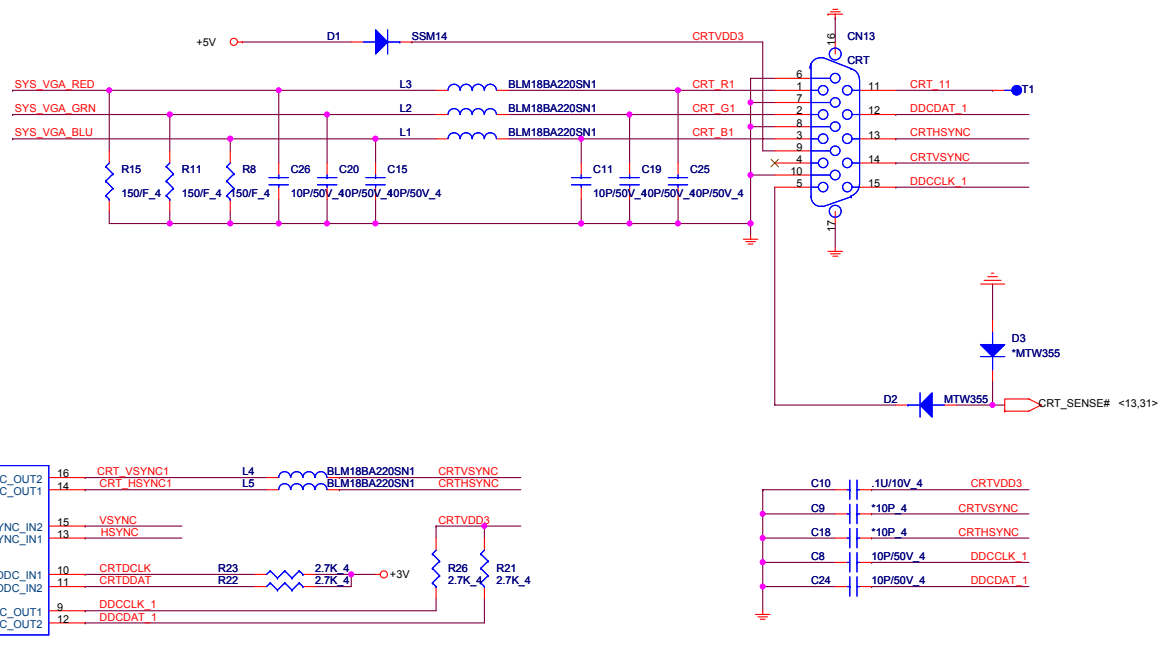 +5V
D1
SSM14
CRTVDD3
16
CN13
CRT
SYS_VGA_RED
L3
BLM18BA220SN1
CRT_R1
6
1
11
CRT_11
T1
SYS_VGA_GRN
L2
BLM18BA220SN1
CRT_G1
7
2
12
DDCDAT_1
SYS_VGA_BLU
L1
BLM18BA220SN1
CRT_B1
8
3
13
CRTHSYNC
9
4
14
CRTVSYNC
10
5
15
DDCCLK_1
R15
R11
R8
C26
C20
C15
C11
C19
C25
150/F_4
150/F_4
150/F_4
10P/50V_4
0P/50V_4
0P/50V_4
10P/50V_4
0P/50V_4
0P/50V_4
17
D3
*MTW355
D2
MTW355
CRT_SENSE# <13,31>
C_OUT2
16
CRT_VSYNC1
L4
BLM18BA220SN1
CRTVSYNC
C_OUT1
14
CRT_HSYNC1
L5
BLM18BA220SN1
CRTHSYNC
YNC_IN2
15
VSYNC
YNC_IN1
13
HSYNC
CRTVDD3
DDC_IN1
10
CRTDCLK
R23
2.7K_4
DDC_IN2
11
CRTDDAT
R22
2.7K_4
+3V
R26
2.7K_4
R21
2.7K_4
C_OUT1
9
DDCCLK_1
C_OUT2
12
DDCDAT_1
C10
.1U/10V_4
CRTVDD3
C9
*10P_4
CRTVSYNC
C18
*10P_4
CRTHSYNC
C8
10P/50V_4
DDCCLK_1
C24
10P/50V_4
DDCDAT_1